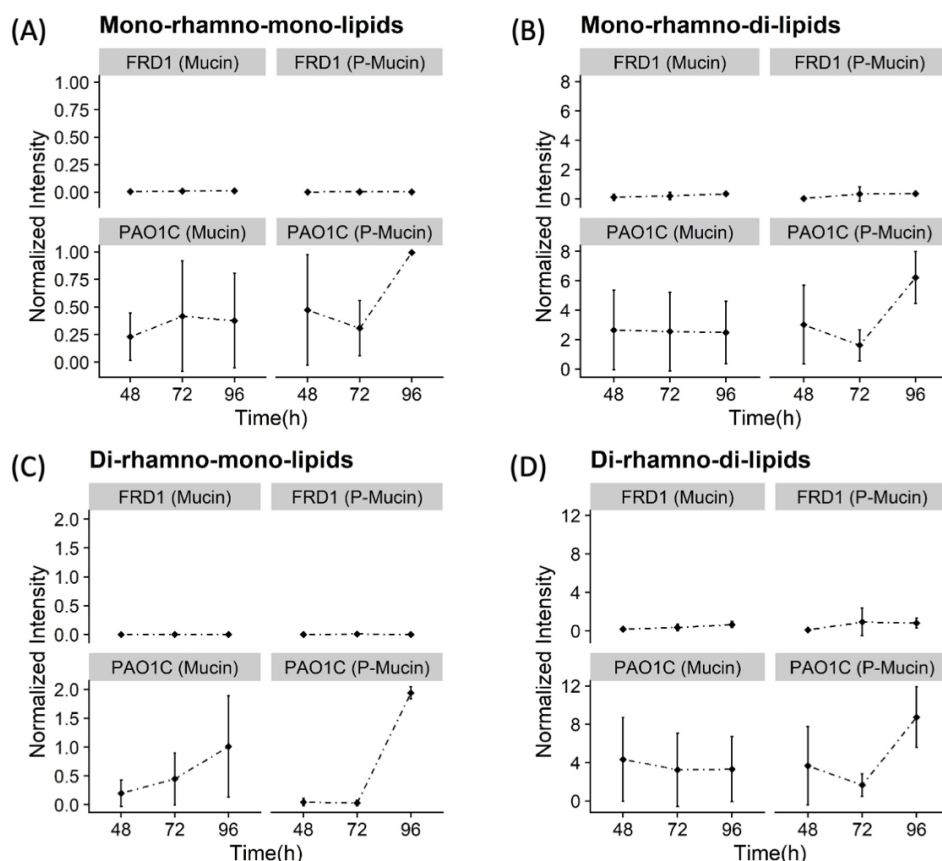 (A) Mono-rhamno-mono-lipids
FRD1 (Mucin) FRD1 (P-Mucin)
1.00
0.75
0.50
0.25
0.00
PAO1C (Mucin) PAO1C (P-Mucin)
1.00
0.75
0.50
0.25
0.00
Normalized Intensity
48 72 96 48 72 96
Time(h)
(B) Mono-rhamno-di-lipids
FRD1 (Mucin) FRD1 (P-Mucin)
8
6
4
2
0
PAO1C (Mucin) PAO1C (P-Mucin)
8
6
4
2
0
Normalized Intensity
48 72 96 48 72 96
Time(h)
(C) Di-rhamno-mono-lipids
FRD1 (Mucin) FRD1 (P-Mucin)
2.0
1.5
1.0
0.5
0.0
PAO1C (Mucin) PAO1C (P-Mucin)
2.0
1.5
1.0
0.5
0.0
Normalized Intensity
48 72 96 48 72 96
Time(h)
(D) Di-rhamno-di-lipids
FRD1 (Mucin) FRD1 (P-Mucin)
12
8
4
0
PAO1C (Mucin) PAO1C (P-Mucin)
12
8
4
0
Normalized Intensity
48 72 96 48 72 96
Time(h)